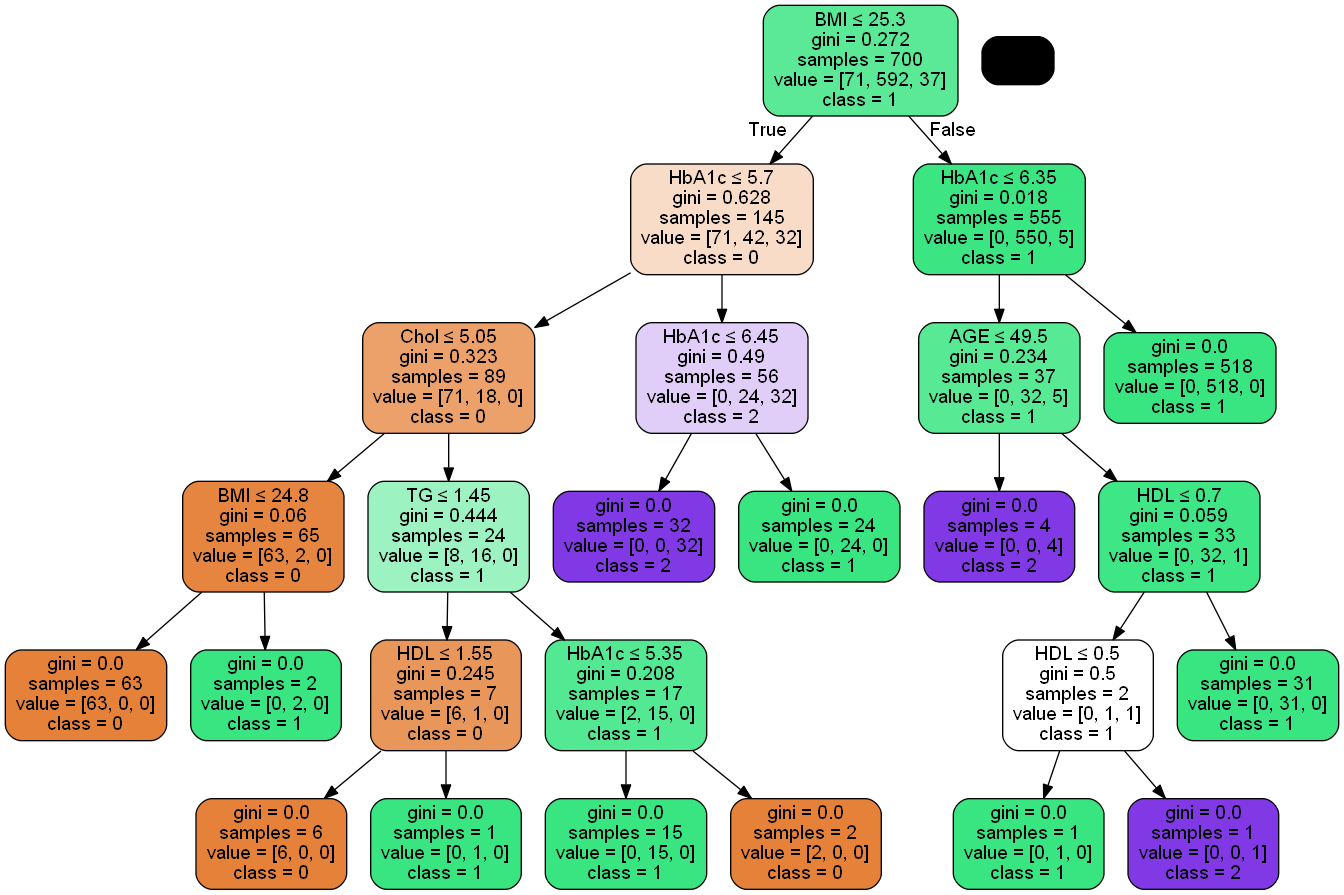 BMI ≤ 25.3
gini = 0.272
samples = 700
value = [71, 592, 37]
class = 1
True
False
HbA1c ≤ 5.7
gini = 0.628
samples = 145
value = [71, 42, 32]
class = 0
HbA1c ≤ 6.35
gini = 0.018
samples = 555
value = [0, 550, 5]
class = 1
Chol ≤ 5.05
gini = 0.323
samples = 89
value = [71, 18, 0]
class = 0
HbA1c ≤ 6.45
gini = 0.49
samples = 56
value = [0, 24, 32]
class = 2
AGE ≤ 49.5
gini = 0.234
samples = 37
value = [0, 32, 5]
class = 1
gini = 0.0
samples = 518
value = [0, 518, 0]
class = 1
BMI ≤ 24.8
gini = 0.06
samples = 65
value = [63, 2, 0]
class = 0
TG ≤ 1.45
gini = 0.444
samples = 24
value = [8, 16, 0]
class = 1
gini = 0.0
samples = 32
value = [0, 0, 32]
class = 2
gini = 0.0
samples = 24
value = [0, 24, 0]
class = 1
gini = 0.0
samples = 4
value = [0, 0, 4]
class = 2
HDL ≤ 0.7
gini = 0.059
samples = 33
value = [0, 32, 1]
class = 1
gini = 0.0
samples = 63
value = [63, 0, 0]
class = 0
gini = 0.0
samples = 2
value = [0, 2, 0]
class = 1
HDL ≤ 1.55
gini = 0.245
samples = 7
value = [6, 1, 0]
class = 0
HbA1c ≤ 5.35
gini = 0.208
samples = 17
value = [2, 15, 0]
class = 1
HDL ≤ 0.5
gini = 0.5
samples = 2
value = [0, 1, 1]
class = 1
gini = 0.0
samples = 31
value = [0, 31, 0]
class = 1
gini = 0.0
samples = 6
value = [6, 0, 0]
class = 0
gini = 0.0
samples = 1
value = [0, 1, 0]
class = 1
gini = 0.0
samples = 15
value = [0, 15, 0]
class = 1
gini = 0.0
samples = 2
value = [2, 0, 0]
class = 0
gini = 0.0
samples = 1
value = [0, 1, 0]
class = 1
gini = 0.0
samples = 1
value = [0, 0, 1]
class = 2